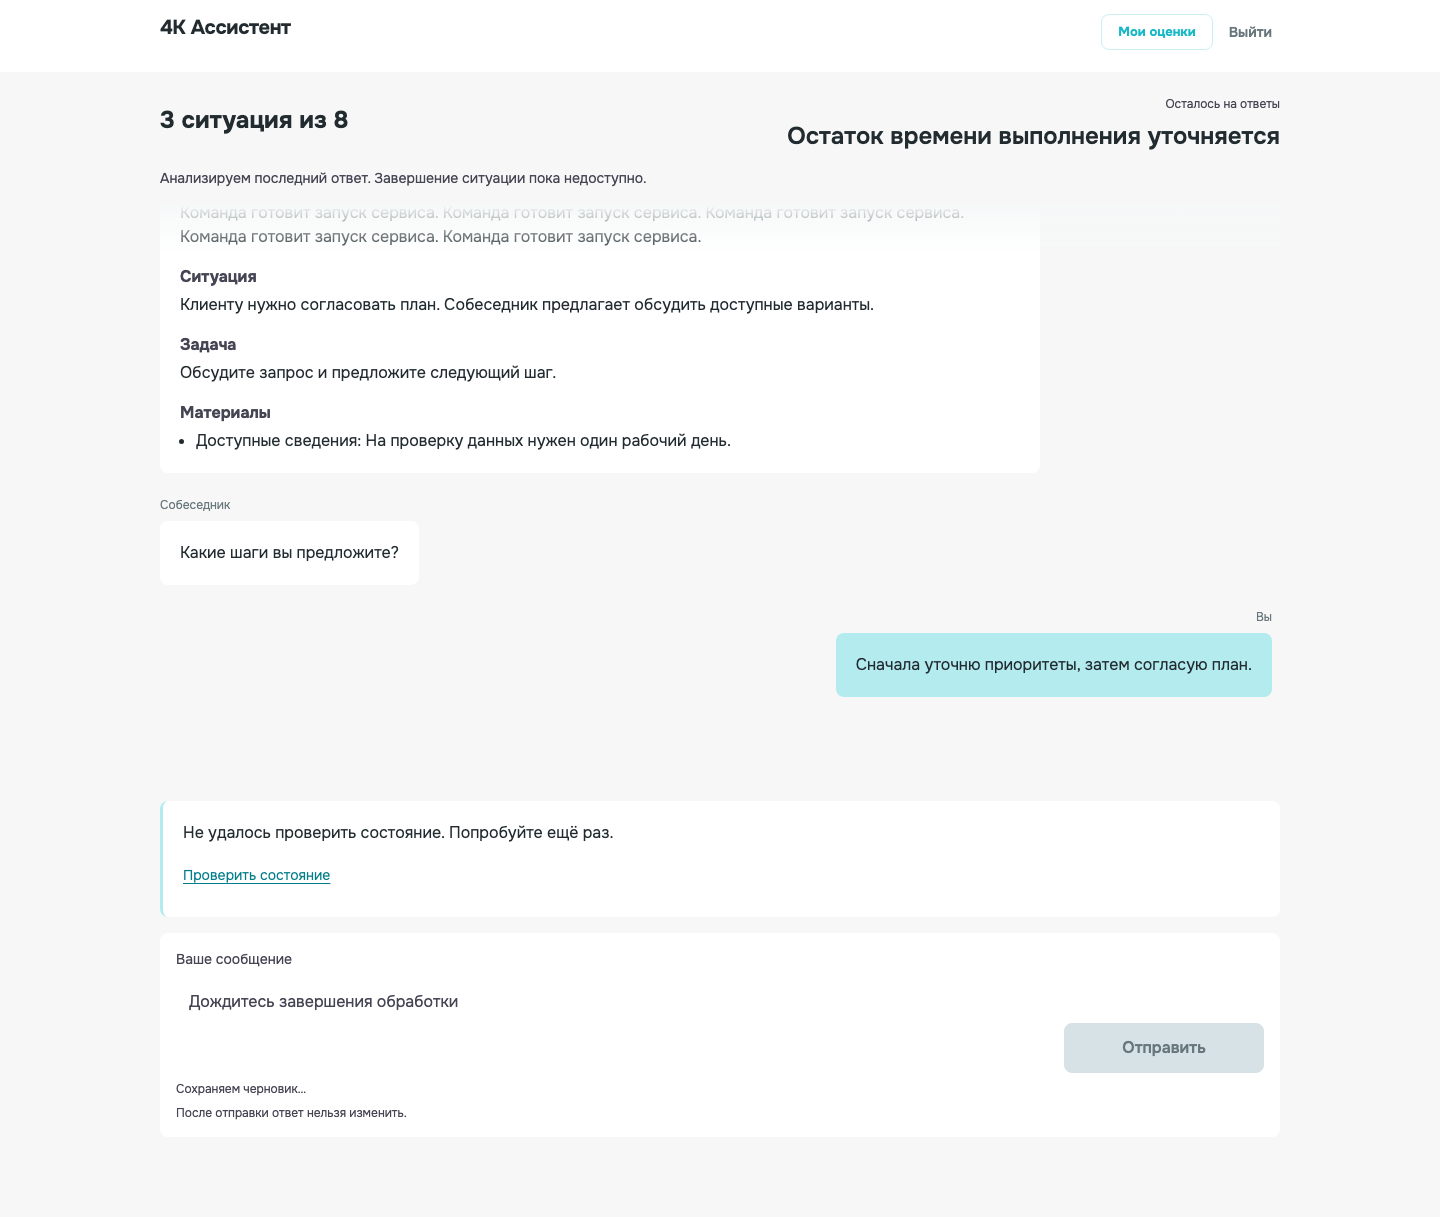 4К Ассистент
Мои оценки
Выйти
3 ситуация из 8
Осталось на ответы
Остаток времени выполнения уточняется
Анализируем последний ответ. Завершение ситуации пока недоступно.
Команда готовит запуск сервиса. Команда готовит запуск сервиса. Команда готовит запуск сервиса.
Команда готовит запуск сервиса. Команда готовит запуск сервиса.
Ситуация
Клиенту нужно согласовать план. Собеседник предлагает обсудить доступные варианты.
Задача
Обсудите запрос и предложите следующий шаг.
Материалы
• Доступные сведения: На проверку данных нужен один рабочий день.
Собеседник
Какие шаги вы предложите?
Вы
Сначала уточню приоритеты, затем согласую план.
Не удалось проверить состояние. Попробуйте ещё раз.
Проверить состояние
Ваше сообщение
Дождитесь завершения обработки
Отправить
Сохраняем черновик...
После отправки ответ нельзя изменить.